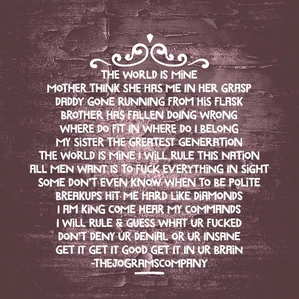 THE WORLD IS MINE
MOTHER THINK SHE HAS ME IN HER GRASP
DADDY GONE RUNNING FROM HIS FLASK
BROTHER HAS FALLEN DOING WRONG
WHERE DO FIT IN WHERE DO I BELONG
MY SISTER THE GREATEST GENERATION
THE WORLD IS MINE I WILL RULE THIS NATION
ALL MEN WANT IS TO FUCK EVERYTHING IN SIGHT
SOME DON'T EVEN KNOW WHEN TO BE POLITE
BREAKUPS HIT ME HARD LIKE DIAMONDS
I AM KING COME HEAR MY COMMANDS
I WILL RULE & GUESS WHAT UR FUCKED
DON'T DENY UR DENIAL OR UR INSANE
GET IT GET IT GOOD GET IN UR BRAIN
-THEJOGRAMSCOMPANY